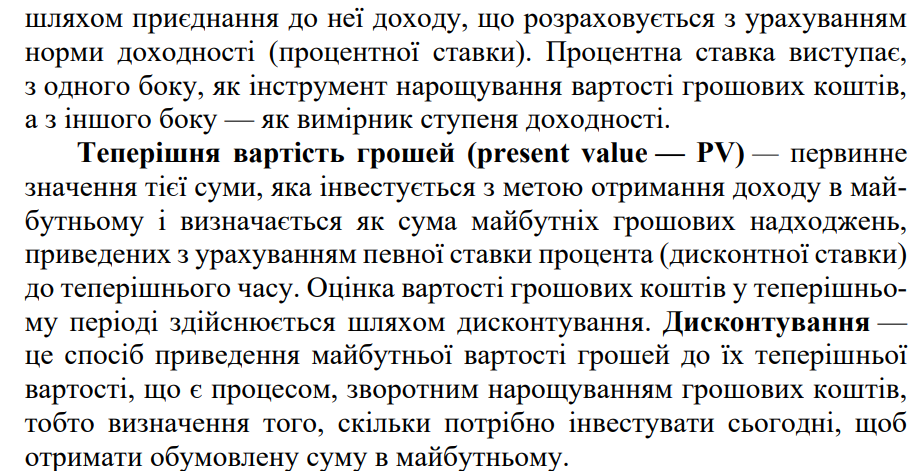 шляхом приєднання до неї доходу, що розраховується з урахуванням
норми доходності (процентної ставки). Процентна ставка виступає,
з одного боку, як інструмент нарощування вартості грошових коштів,
а з іншого боку — як вимірник ступеня доходності.
Теперішня вартість грошей (present value — PV) — первинне
значення тієї суми, яка інвестується з метою отримання доходу в май-
бутньому і визначається як сума майбутніх грошових надходжень,
приведених з урахуванням певної ставки процента (дисконтної ставки)
до теперішнього часу. Оцінка вартості грошових коштів у теперішньо-
му періоді здійснюється шляхом дисконтування. Дисконтування —
це спосіб приведення майбутньої вартості грошей до їх теперішньої
вартості, що є процесом, зворотним нарощуванням грошових коштів,
тобто визначення того, скільки потрібно інвестувати сьогодні, щоб
отримати обумовлену суму в майбутньому.